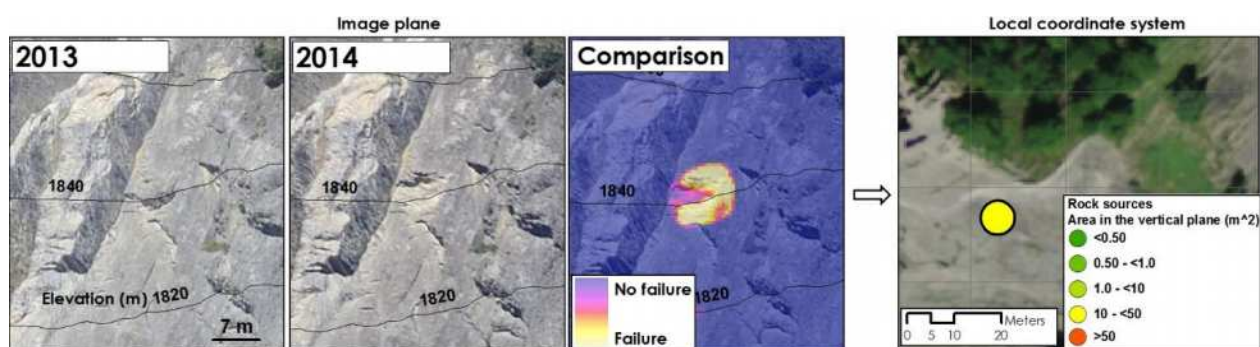 Image plane
Local coordinate system
2013
2014
Comparison
1840
1820
Elevation (m)
7 m
1840
1820
1840
1820
No failure
Failure
Rock sources
Area in the vertical plane (m^2)
<0.50
0.50 - <1.0
1.0 - <10
10 - <50
>50
Meters
0 5 10 20